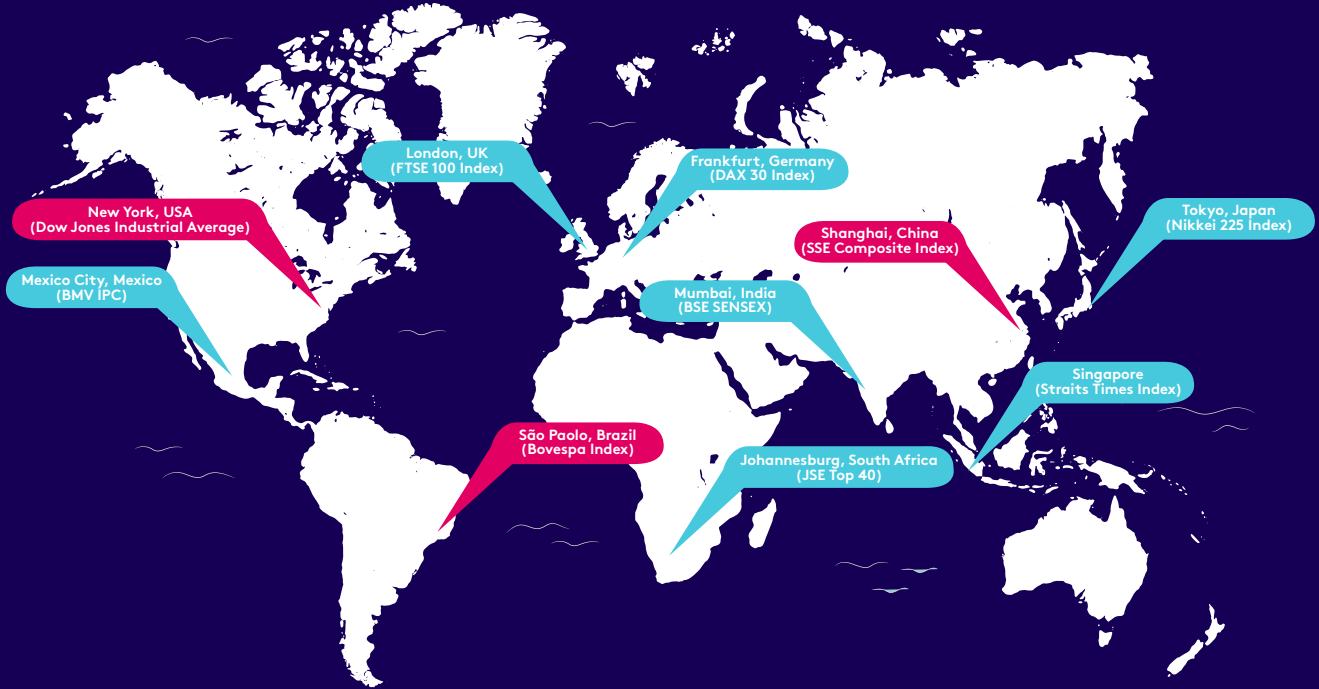 London, UK
(FTSE 100 Index)
Frankfurt, Germany
(DAX 30 Index)
New York, USA
(Dow Jones Industrial Average)
Tokyo, Japan
(Nikkei 225 Index)
Shanghai, China
(SSE Composite Index)
Mexico City, Mexico
(BMV IPC)
Mumbai, India
(BSE SENSEX)
Singapore
(Straits Times Index)
São Paolo, Brazil
(Bovespa Index)
Johannesburg, South Africa
(JSE Top 40)